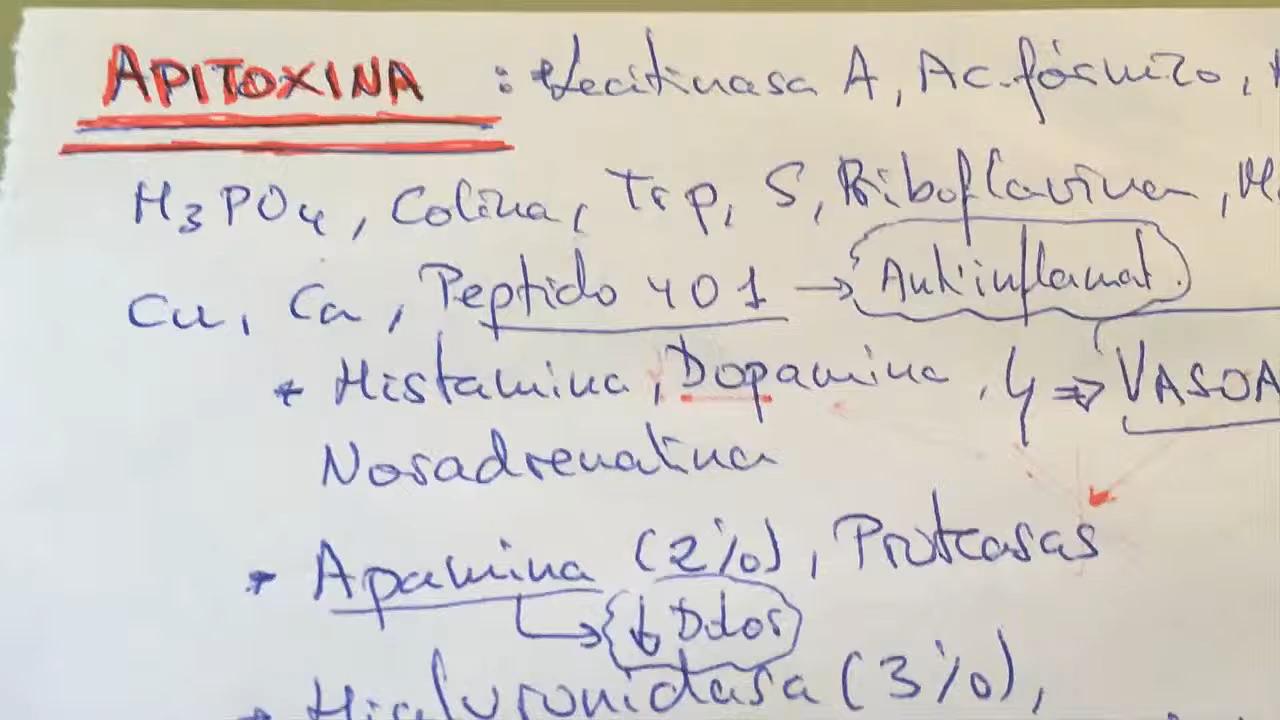 APITOXINA : Lecitinasa A, Ac. fórmico,
H3PO4, Colina, Trp, S, Riboflavina,
Cu, Ca, Peptido 401 → Antiinflamat.
* Histamina, Dopamina, y ⇒ VASOA
Noradrenalina
* Apamina (2%), Proteasas
↓ Dolor
* Hialuronidasa (3%),